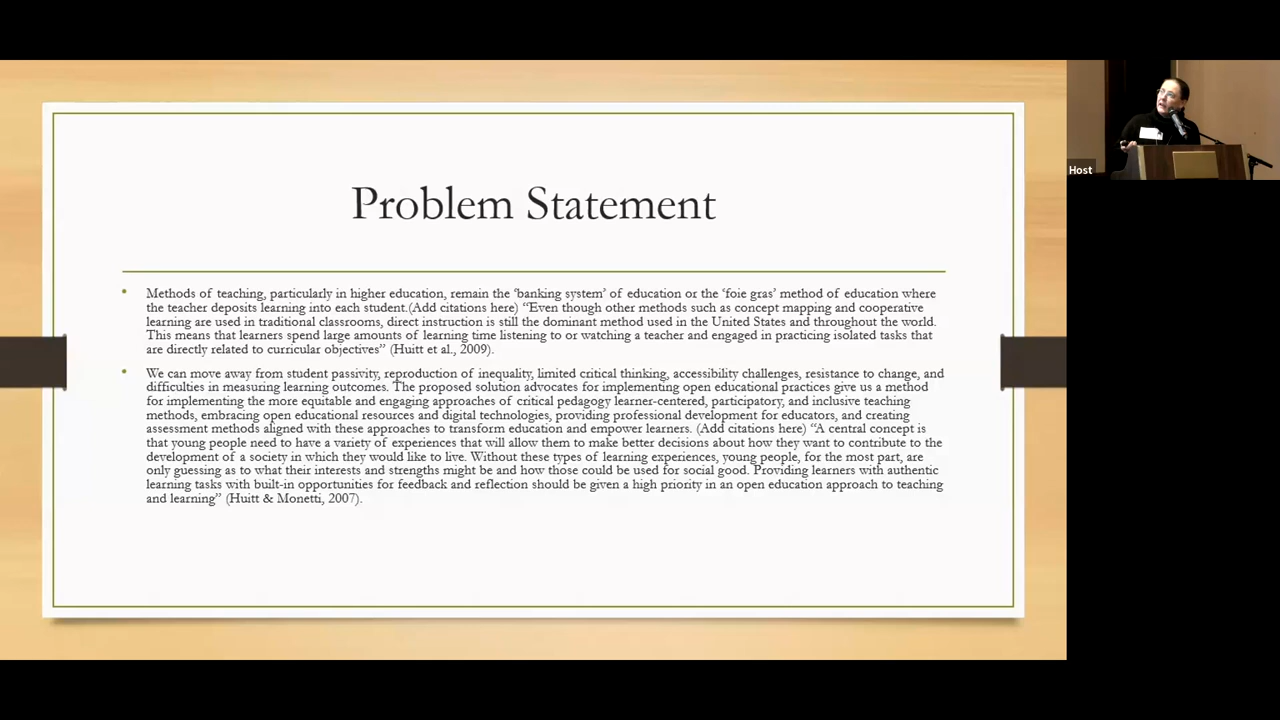 Problem Statement
• Methods of teaching, particularly in higher education, remain the ‘banking system’ of education or the ‘foie gras’ method of education where
the teacher deposits learning into each student.(Add citations here) “Even though other methods such as concept mapping and cooperative
learning are used in traditional classrooms, direct instruction is still the dominant method used in the United States and throughout the world.
This means that learners spend large amounts of learning time listening to or watching a teacher and engaged in practicing isolated tasks that
are directly related to curricular objectives” (Huitt et al., 2009).
• We can move away from student passivity, reproduction of inequality, limited critical thinking, accessibility challenges, resistance to change, and
difficulties in measuring learning outcomes. The proposed solution advocates for implementing open educational practices give us a method
for implementing the more equitable and engaging approaches of critical pedagogy learner-centered, participatory, and inclusive teaching
methods, embracing open educational resources and digital technologies, providing professional development for educators, and creating
assessment methods aligned with these approaches to transform education and empower learners. (Add citations here) “A central concept is
that young people need to have a variety of experiences that will allow them to make better decisions about how they want to contribute to the
development of a society in which they would like to live. Without these types of learning experiences, young people, for the most part, are
only guessing as to what their interests and strengths might be and how those could be used for social good. Providing learners with authentic
learning tasks with built-in opportunities for feedback and reflection should be given a high priority in an open education approach to teaching
and learning” (Huitt & Monetti, 2007).
Host